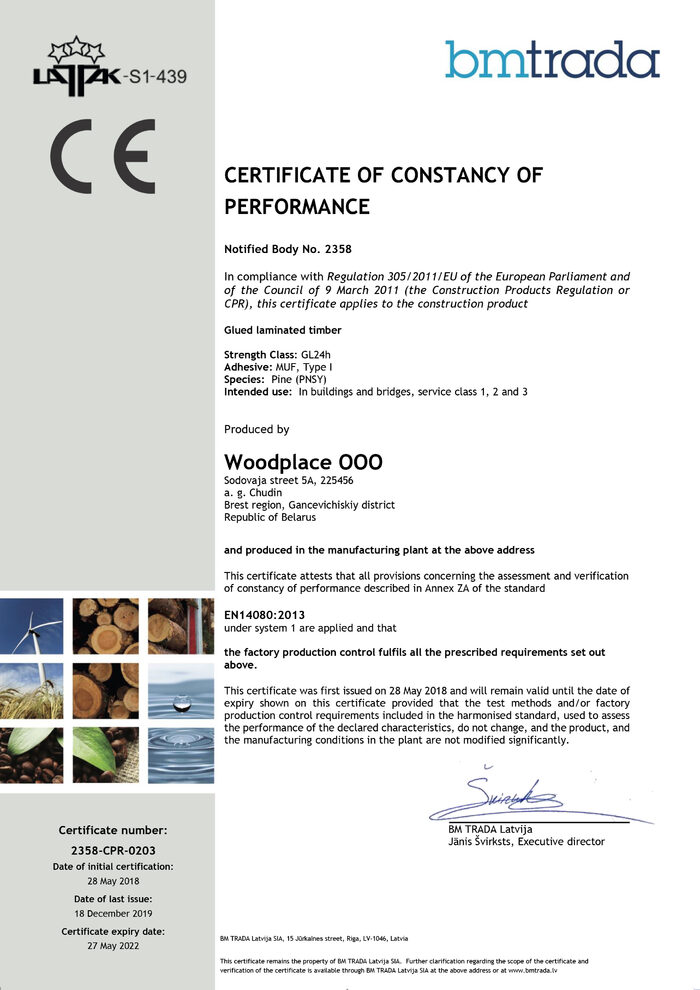 LATAK-S1-439
bmtrada
CE
CERTIFICATE OF CONSTANCY OF
PERFORMANCE
Notified Body No. 2358
In compliance with Regulation 305/2011/EU of the European Parliament and
of the Council of 9 March 2011 (the Construction Products Regulation or
CPR), this certificate applies to the construction product
Glued laminated timber
Strength Class: GL24h
Adhesive: MUF, Type I
Species: Pine (PNSY)
Intended use: In buildings and bridges, service class 1, 2 and 3
Produced by
Woodplace OOO
Sodovaja street 5A, 225456
a. g. Chudin
Brest region, Gancevichiskiy district
Republic of Belarus
and produced in the manufacturing plant at the above address
This certificate attests that all provisions concerning the assessment and verification
of constancy of performance described in Annex ZA of the standard
EN14080:2013
under system 1 are applied and that
the factory production control fulfils all the prescribed requirements set out
above.
This certificate was first issued on 28 May 2018 and will remain valid until the date of
expiry shown on this certificate provided that the test methods and/or factory
production control requirements included in the harmonised standard, used to assess
the performance of the declared characteristics, do not change, and the product, and
the manufacturing conditions in the plant are not modified significantly.
BM TRADA Latvija
Jānis Švirksts, Executive director
Certificate number:
2358-CPR-0203
Date of initial certification:
28 May 2018
Date of last issue:
18 December 2019
Certificate expiry date:
27 May 2022
BM TRADA Latvija SIA, 15 Jūrkalnes street, Riga, LV-1046, Latvia
This certificate remains the property of BM TRADA Latvija SIA. Further clarification regarding the scope of the certificate and
verification of the certificate is available through BM TRADA Latvija SIA at the above address or at www.bmtrada.lv